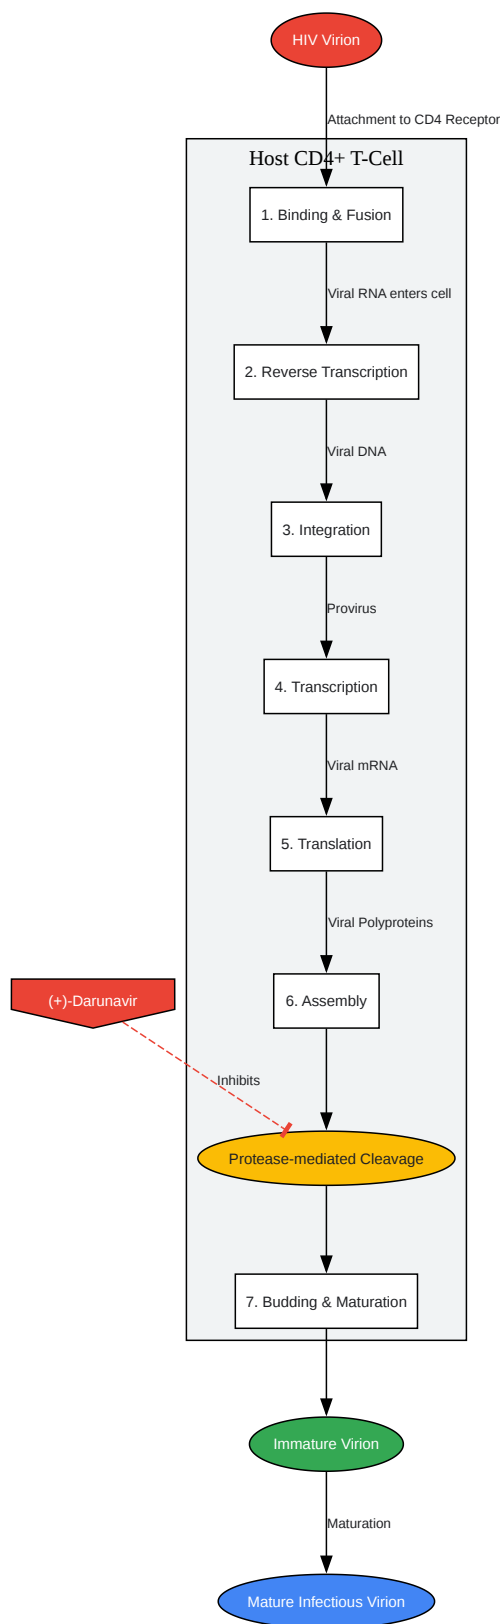 HIV Virion
Attachment to CD4 Receptor
Host CD4+ T-Cell
1. Binding & Fusion
Viral RNA enters cell
2. Reverse Transcription
Viral DNA
3. Integration
Provirus
4. Transcription
Viral mRNA
5. Translation
Viral Polyproteins
6. Assembly
(+)-Darunavir
Inhibits
Protease-mediated Cleavage
7. Budding & Maturation
Immature Virion
Maturation
Mature Infectious Virion